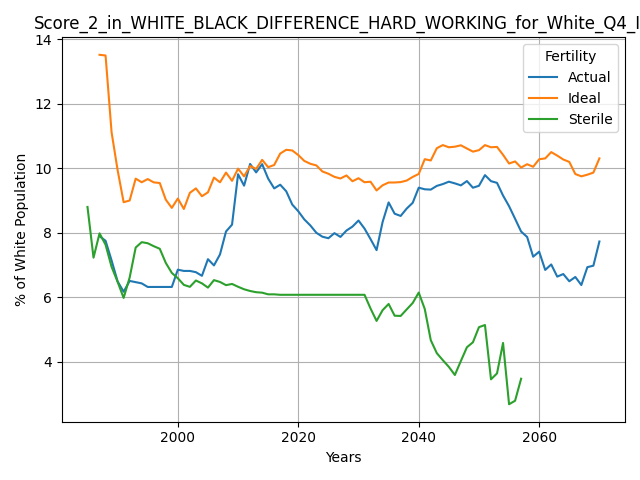 Score_2_in_WHITE_BLACK_DIFFERENCE_HARD_WORKING_for_White_Q4_I
14
12
10
8
6
4
% of White Population
2000
2020
2040
2060
Years
Fertility
Actual
Ideal
Sterile